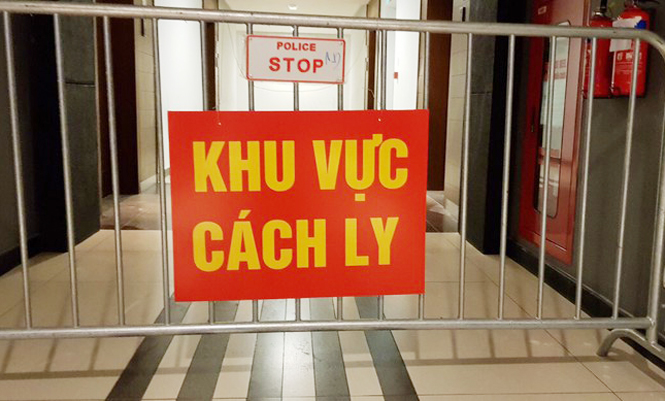 POLICE
STOP
KHU VỰC
CÁCH LY